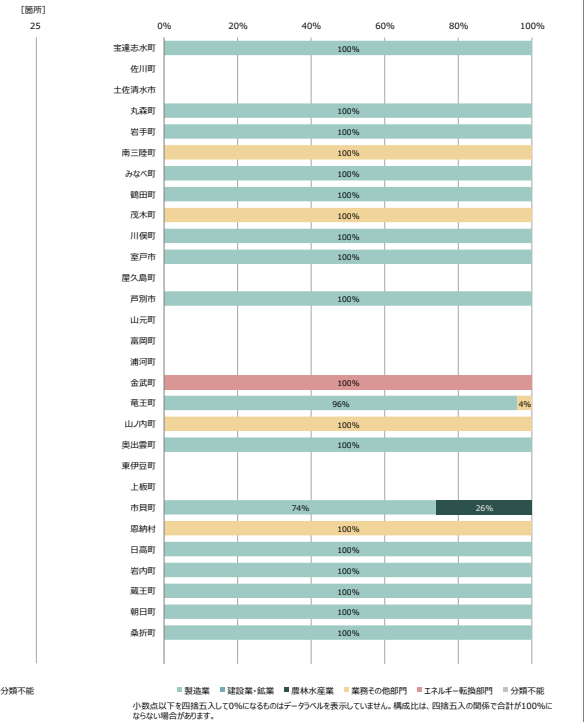 [箇所]
25
0% 20% 40% 60% 80% 100%
宝達志水町 100%
佐川町
土佐清水市
丸森町 100%
岩手町 100%
南三陸町 100%
みなべ町 100%
鶴田町 100%
茂木町 100%
川俣町 100%
室戸市 100%
屋久島町
芦別市 100%
山元町
富岡町
浦河町
金武町 100%
竜王町 96% 4%
山ノ内町 100%
奥出雲町 100%
東伊豆町
上板町
市貝町 74% 26%
恩納村 100%
日高町 100%
岩内町 100%
蔵王町 100%
朝日町 100%
桑折町 100%
分類不能 製造業 建設業・鉱業 農林水産業 業務その他部門 エネルギー転換部門 分類不能
小数点以下を四捨五入して0%になるものはデータラベルを表示していません。構成比は、四捨五入の関係で合計が100%に
ならない場合があります。